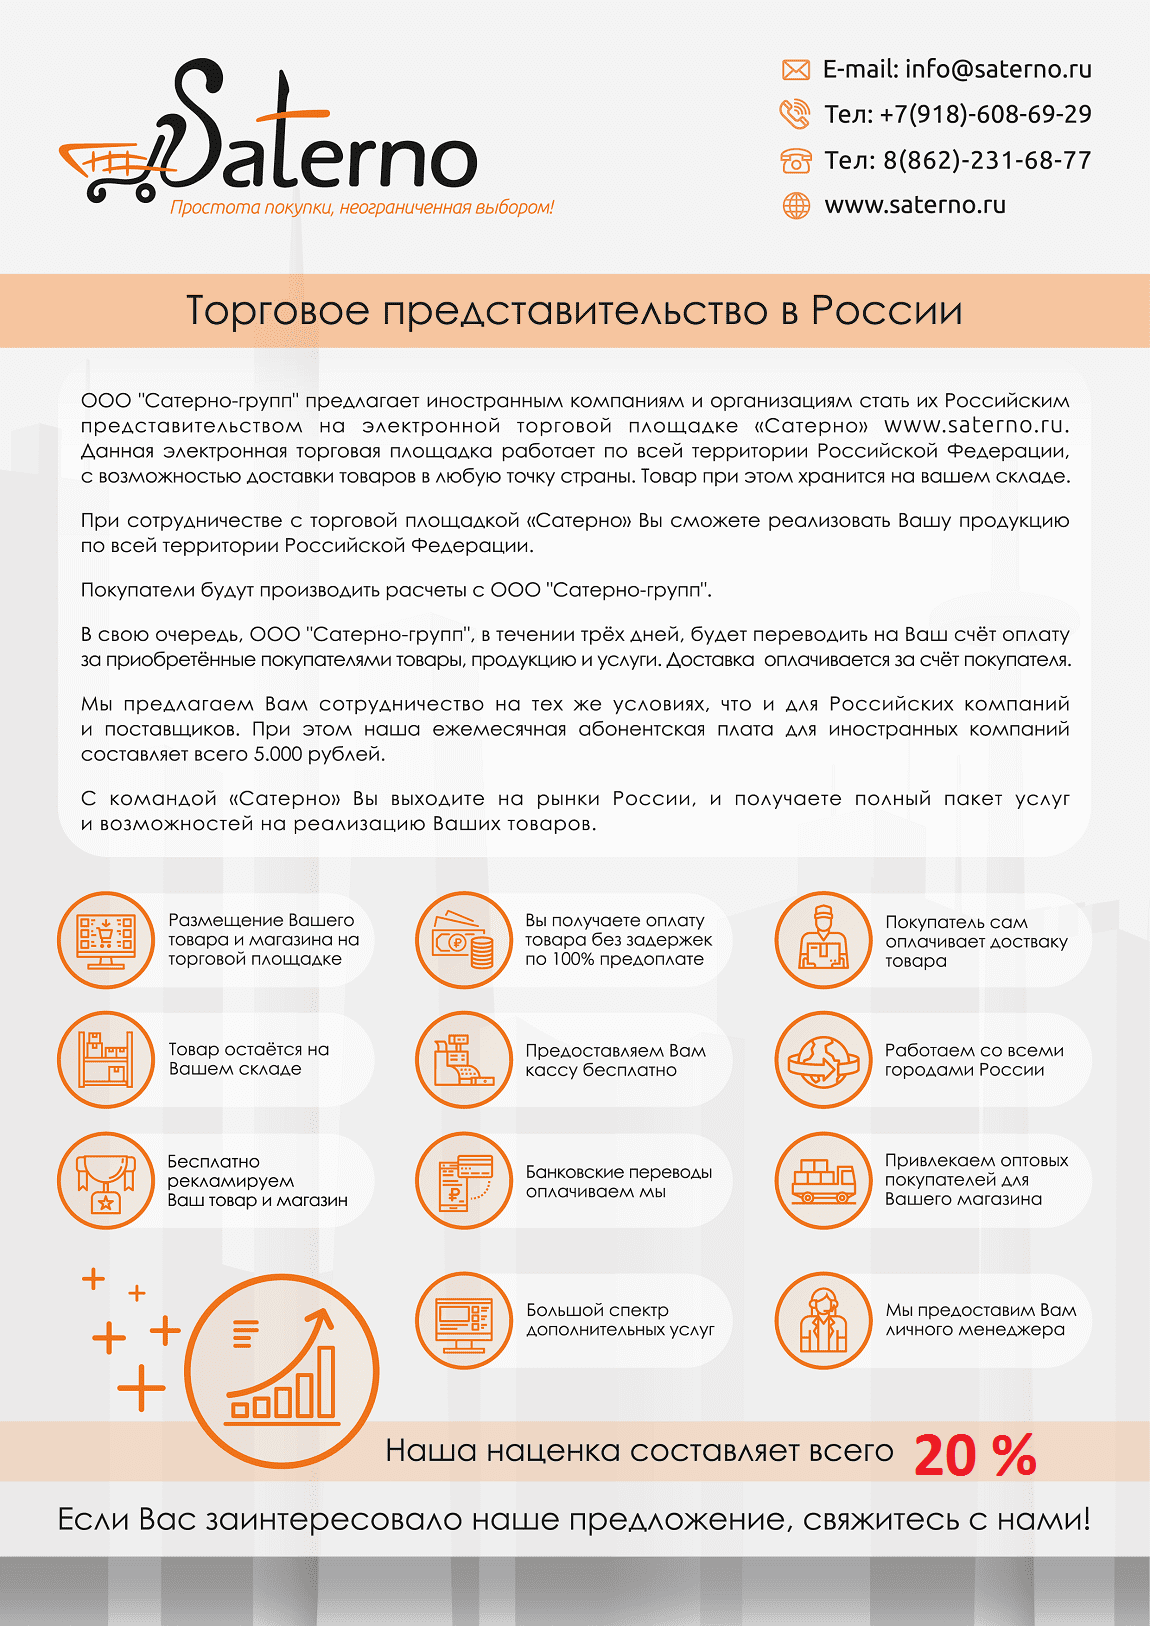 Saterno
Простота покупки, неограниченная выбором!
E-mail: info@saterno.ru
Тел: +7(918)-608-69-29
Тел: 8(862)-231-68-77
www.saterno.ru
Торговое представительство в России
ООО "Сатерно-групп" предлагает иностранным компаниям и организациям стать их Российским
представительством на электронной торговой площадке «Сатерно» www.saterno.ru.
Данная электронная торговая площадка работает по всей территории Российской Федерации,
с возможностью доставки товаров в любую точку страны. Товар при этом хранится на вашем складе.
При сотрудничестве с торговой площадкой «Сатерно» Вы сможете реализовать Вашу продукцию
по всей территории Российской Федерации.
Покупатели будут производить расчеты с ООО "Сатерно-групп".
В свою очередь, ООО "Сатерно-групп", в течении трёх дней, будет переводить на Ваш счёт оплату
за приобретённые покупателями товары, продукцию и услуги. Доставка оплачивается за счёт покупателя.
Мы предлагаем Вам сотрудничество на тех же условиях, что и для Российских компаний
и поставщиков. При этом наша ежемесячная абонентская плата для иностранных компаний
составляет всего 5.000 рублей.
С командой «Сатерно» Вы выходите на рынки России, и получаете полный пакет услуг
и возможностей на реализацию Ваших товаров.
Размещение Вашего
товара и магазина на
торговой площадке
Вы получаете оплату
товара без задержек
по 100% предоплате
Покупатель сам
оплачивает достваку
товара
Товар остаётся на
Вашем складе
Предоставляем Вам
кассу бесплатно
Работаем со всеми
городами России
Бесплатно
рекламируем
Ваш товар и магазин
Банковские переводы
оплачиваем мы
Привлекаем оптовых
покупателей для
Вашего магазина
Большой спектр
дополнительных услуг
Мы предоставим Вам
личного менеджера
Наша наценка составляет всего 20 %
Если Вас заинтересовало наше предложение, свяжитесь с нами!